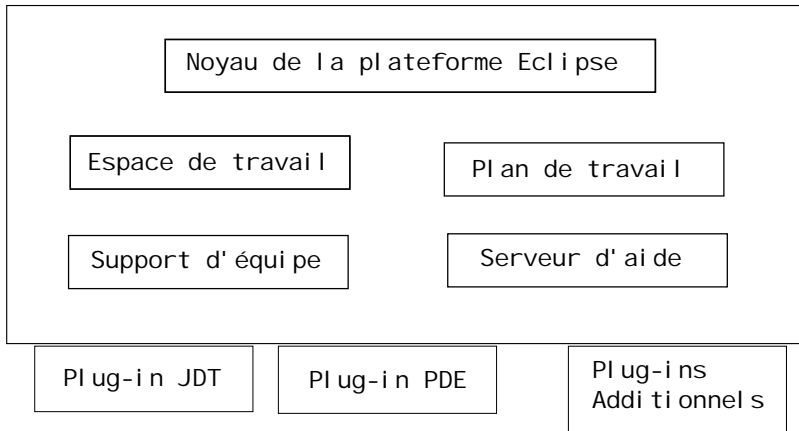 Noyau de la plateforme Eclipse
Espace de travail
Plan de travail
Support d'équipe
Serveur d'aide
Plug-in JDT
Plug-in PDE
Plug-ins
Additionnels